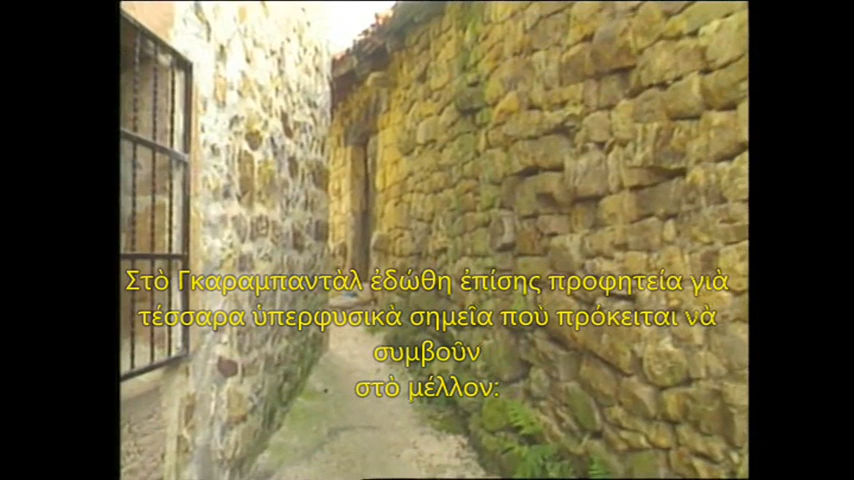 Στὸ Γκαραμπαντὰλ ἐδώθη ἐπίσης προφητεία γιὰ
τέσσαρα ὑπερφυσικὰ σημεῖα ποὺ πρόκειται νὰ
συμβοῦν
στὸ μέλλον: